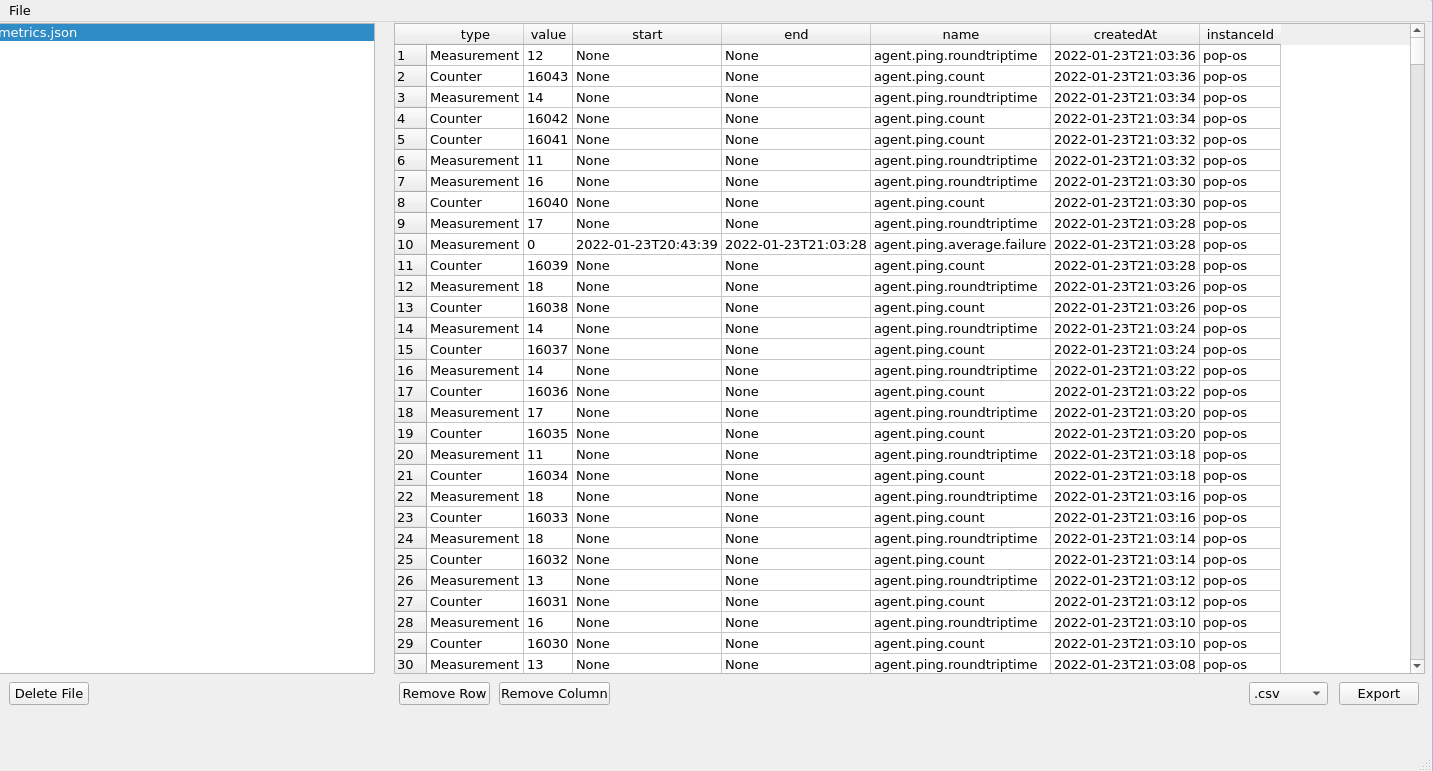 File
metrics.json
type value start end name createdAt instanceId
1 Measurement 12 None None agent.ping.roundtriptime 2022-01-23T21:03:36 pop-os
2 Counter 16043 None None agent.ping.count 2022-01-23T21:03:36 pop-os
3 Measurement 14 None None agent.ping.roundtriptime 2022-01-23T21:03:34 pop-os
4 Counter 16042 None None agent.ping.count 2022-01-23T21:03:34 pop-os
5 Counter 16041 None None agent.ping.count 2022-01-23T21:03:32 pop-os
6 Measurement 11 None None agent.ping.roundtriptime 2022-01-23T21:03:32 pop-os
7 Measurement 16 None None agent.ping.roundtriptime 2022-01-23T21:03:30 pop-os
8 Counter 16040 None None agent.ping.count 2022-01-23T21:03:30 pop-os
9 Measurement 17 None None agent.ping.roundtriptime 2022-01-23T21:03:28 pop-os
10 Measurement 0 2022-01-23T20:43:39 2022-01-23T21:03:28 agent.ping.average.failure 2022-01-23T21:03:28 pop-os
11 Counter 16039 None None agent.ping.count 2022-01-23T21:03:28 pop-os
12 Measurement 18 None None agent.ping.roundtriptime 2022-01-23T21:03:26 pop-os
13 Counter 16038 None None agent.ping.count 2022-01-23T21:03:26 pop-os
14 Measurement 14 None None agent.ping.roundtriptime 2022-01-23T21:03:24 pop-os
15 Counter 16037 None None agent.ping.count 2022-01-23T21:03:24 pop-os
16 Measurement 14 None None agent.ping.roundtriptime 2022-01-23T21:03:22 pop-os
17 Counter 16036 None None agent.ping.count 2022-01-23T21:03:22 pop-os
18 Measurement 17 None None agent.ping.roundtriptime 2022-01-23T21:03:20 pop-os
19 Counter 16035 None None agent.ping.count 2022-01-23T21:03:20 pop-os
20 Measurement 11 None None agent.ping.roundtriptime 2022-01-23T21:03:18 pop-os
21 Counter 16034 None None agent.ping.count 2022-01-23T21:03:18 pop-os
22 Measurement 18 None None agent.ping.roundtriptime 2022-01-23T21:03:16 pop-os
23 Counter 16033 None None agent.ping.count 2022-01-23T21:03:16 pop-os
24 Measurement 18 None None agent.ping.roundtriptime 2022-01-23T21:03:14 pop-os
25 Counter 16032 None None agent.ping.count 2022-01-23T21:03:14 pop-os
26 Measurement 13 None None agent.ping.roundtriptime 2022-01-23T21:03:12 pop-os
27 Counter 16031 None None agent.ping.count 2022-01-23T21:03:12 pop-os
28 Measurement 16 None None agent.ping.roundtriptime 2022-01-23T21:03:10 pop-os
29 Counter 16030 None None agent.ping.count 2022-01-23T21:03:10 pop-os
30 Measurement 13 None None agent.ping.roundtriptime 2022-01-23T21:03:08 pop-os
Delete File Remove Row Remove Column .csv Export